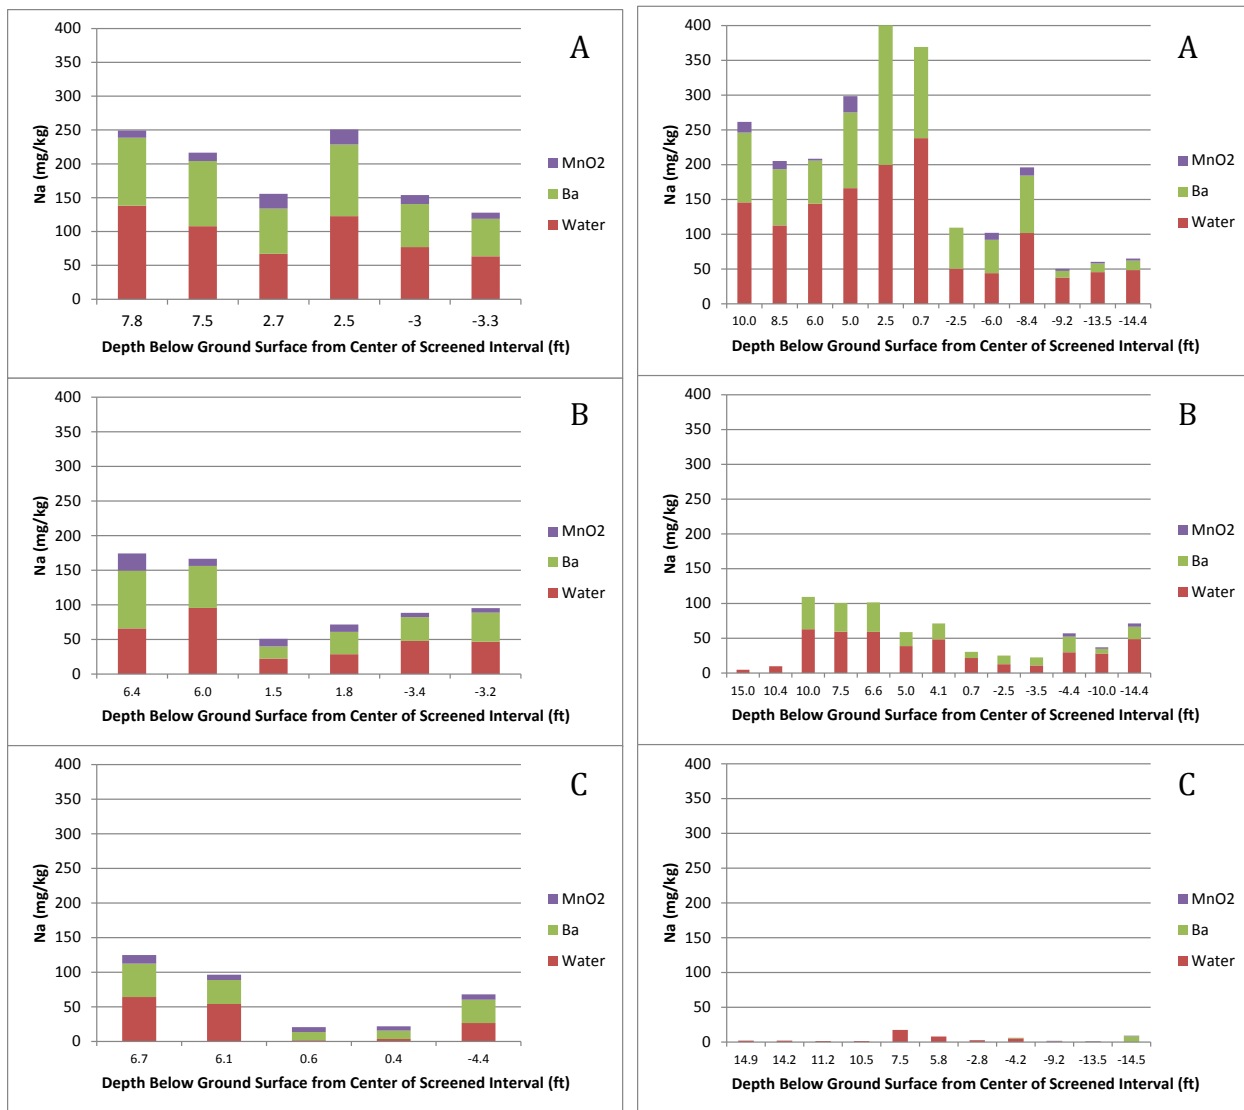 A
400
350
300
250
200
150
100
50
0
Na (mg/kg)
MnO2
Ba
Water
7.8 7.5 2.7 2.5 -3 -3.3
Depth Below Ground Surface from Center of Screened Interval (ft)
B
400
350
300
250
200
150
100
50
0
Na (mg/kg)
MnO2
Ba
Water
6.4 6.0 1.5 1.8 -3.4 -3.2
Depth Below Ground Surface from Center of Screened Interval (ft)
C
400
350
300
250
200
150
100
50
0
Na (mg/kg)
MnO2
Ba
Water
6.7 6.1 0.6 0.4 -4.4
Depth Below Ground Surface from Center of Screened Interval (ft)
A
400
350
300
250
200
150
100
50
0
Na (mg/kg)
MnO2
Ba
Water
10.0 8.5 6.0 5.0 2.5 0.7 -2.5 -6.0 -8.4 -9.2 -13.5 -14.4
Depth Below Ground Surface from Center of Screened Interval (ft)
B
400
350
300
250
200
150
100
50
0
Na (mg/kg)
MnO2
Ba
Water
15.0 10.4 10.0 7.5 6.6 5.0 4.1 0.7 -2.5 -3.5 -4.4 -10.0 -14.4
Depth Below Ground Surface from Center of Screened Interval (ft)
C
400
350
300
250
200
150
100
50
0
Na (mg/kg)
MnO2
Ba
Water
14.9 14.2 11.2 10.5 7.5 5.8 -2.8 -4.2 -9.2 -13.5 -14.5
Depth Below Ground Surface from Center of Screened Interval (ft)